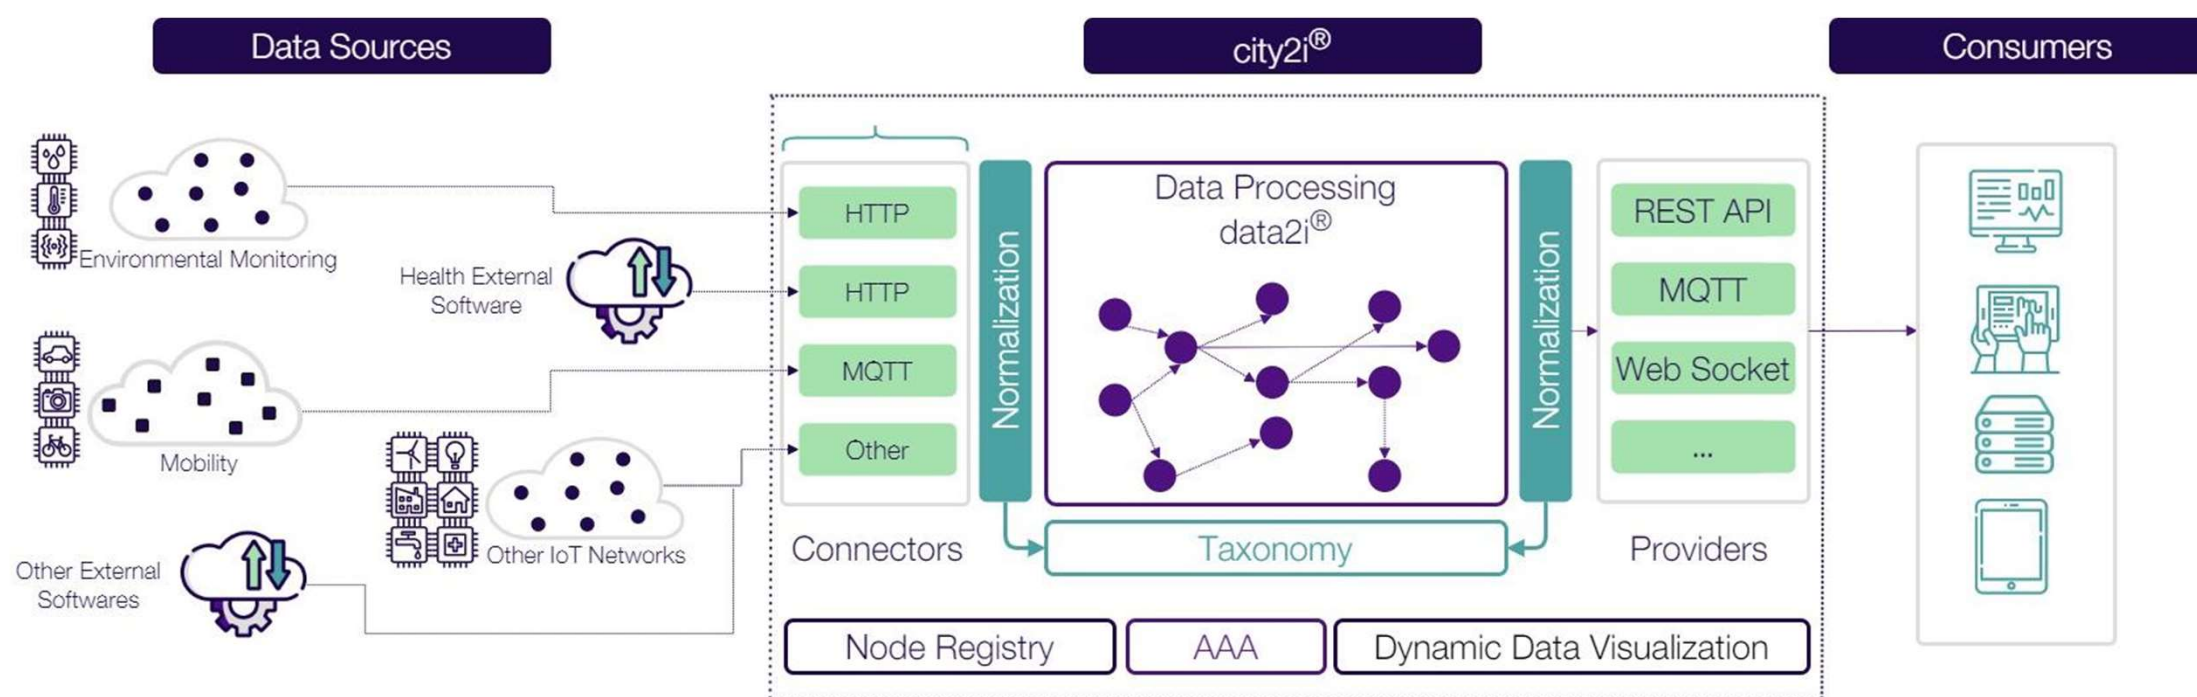 Data Sources
city2i®
Consumers
Environmental Monitoring
Health External
Software
Mobility
Other IoT Networks
Other External
Softwares
HTTP
HTTP
MQTT
Other
Connectors
Normalization
Data Processing
data2i®
Taxonomy
Normalization
REST API
MQTT
Web Socket
...
Providers
Node Registry
AAA
Dynamic Data Visualization